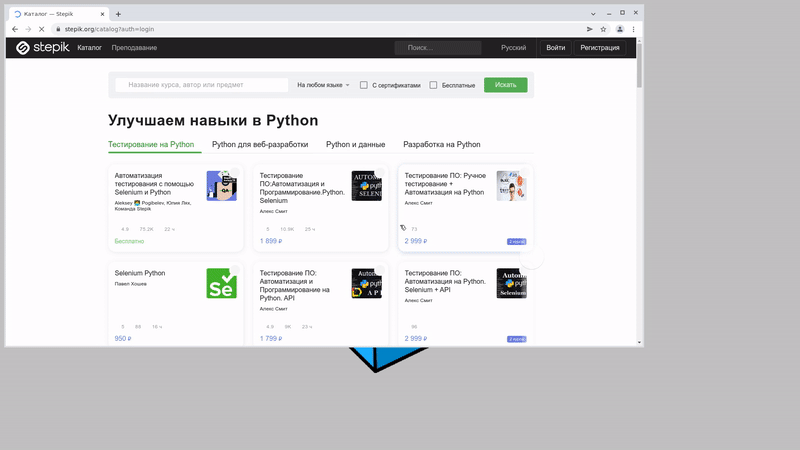 Каталог — Stepik
stepik.org/catalog?auth=login
stepik
Каталог
Преподавание
Поиск...
Русский
Войти
Регистрация
Название курса, автор или предмет
На любом языке
С сертификатами
Бесплатные
Искать
Улучшаем навыки в Python
Тестирование на Python
Python для веб-разработки
Python и данные
Разработка на Python
Автоматизация
тестирования с помощью
Selenium и Python
Aleksey Pogibelev, Юлия Лях,
Команда Stepik
4.9 75.2K 22 ч
Бесплатно
Тестирование
ПО:Автоматизация и
Программирование.Python.
Selenium
Алекс Смит
5 10.6K 25 ч
1 899 ₽
Тестирование ПО: Ручное
тестирование +
Автоматизация на Python
Алекс Смит
73
2 999 ₽
2 курса
Selenium Python
Павел Хошев
5 66 16 ч
950 ₽
Se
Тестирование ПО:
Автоматизация и
Программирование на
Python. API
Алекс Смит
4.9 9K 23 ч
1 799 ₽
Тестирование ПО:
Автоматизация на Python.
Selenium + API
Алекс Смит
96
2 999 ₽
2 курса